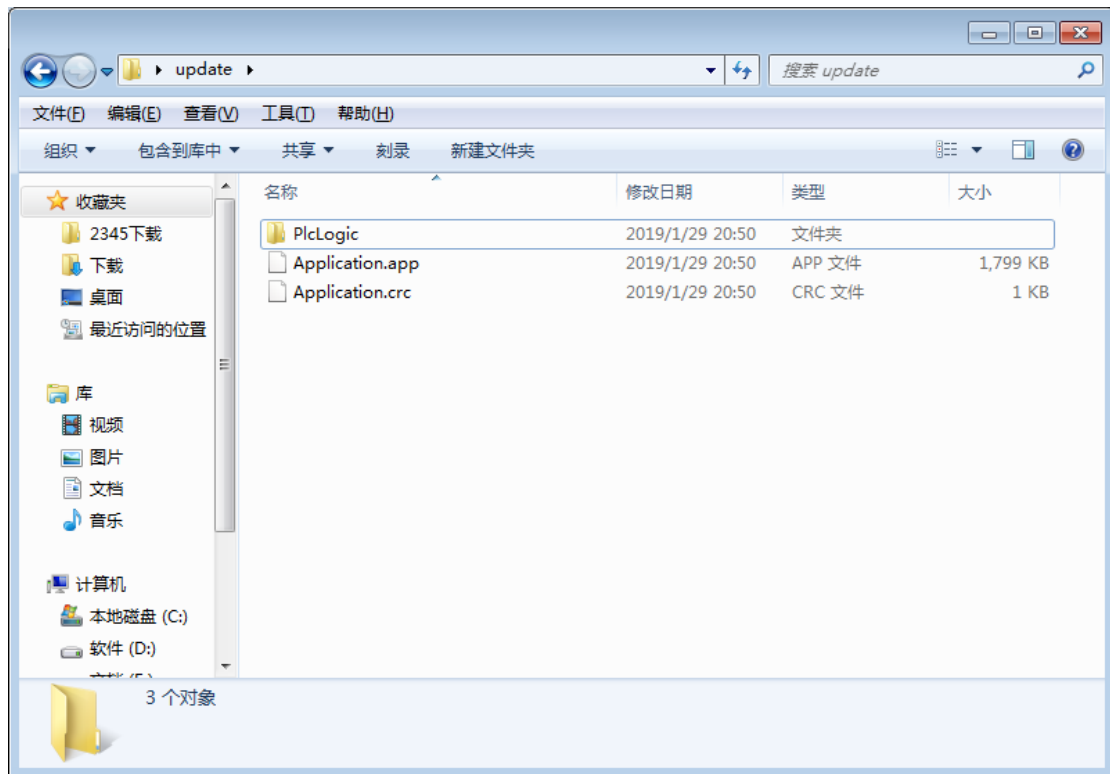 update
搜索 update
文件(F) 编辑(E) 查看(V) 工具(T) 帮助(H)
组织 包含到库中 共享 刻录 新建文件夹
收藏夹
2345下载
下载
桌面
最近访问的位置
库
视频
图片
文档
音乐
计算机
本地磁盘 (C:)
软件 (D:)
名称 修改日期 类型 大小
PlcLogic 2019/1/29 20:50 文件夹
Application.app 2019/1/29 20:50 APP 文件 1,799 KB
Application.crc 2019/1/29 20:50 CRC 文件 1 KB
3 个对象